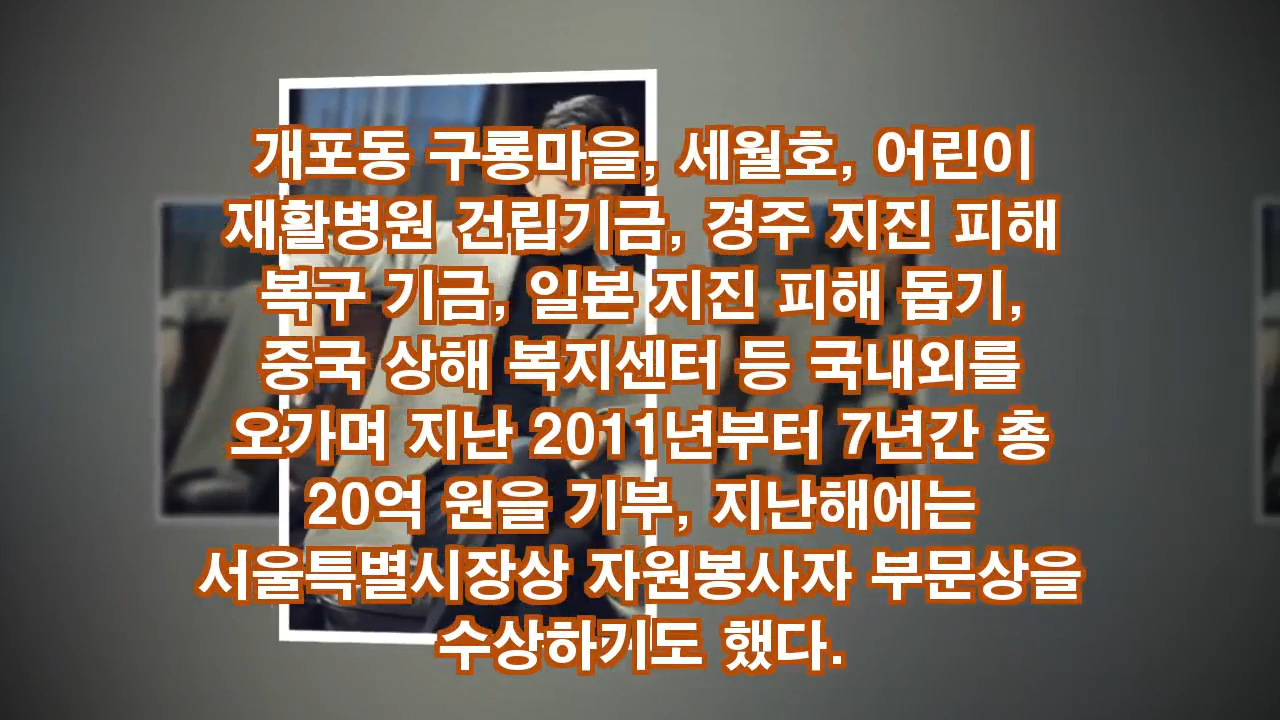 개포동 구룡마을, 세월호, 어린이
재활병원 건립기금, 경주 지진 피해
복구 기금, 일본 지진 피해 돕기,
중국 상해 복지센터 등 국내외를
오가며 지난 2011년부터 7년간 총
20억 원을 기부, 지난해에는
서울특별시장상 자원봉사자 부문상을
수상하기도 했다.